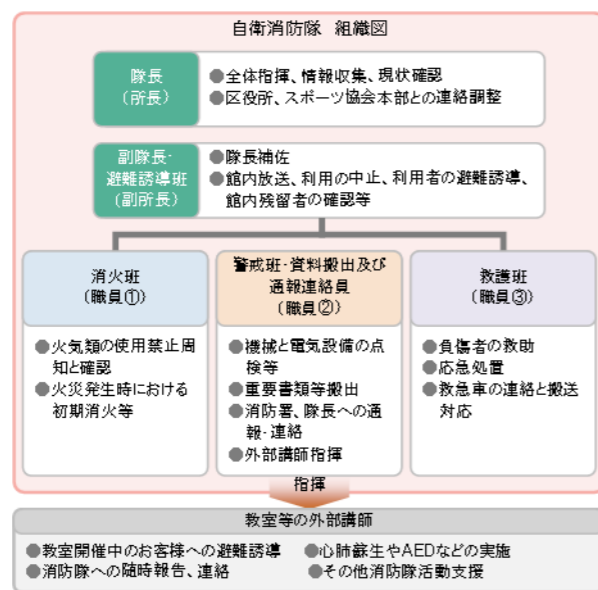 自衛消防隊 組織図
隊長
(所長)
●全体指揮、情報収集、現状確認
●区役所、スポーツ協会本部との連絡調整
副隊長・
避難誘導班
(副所長)
●隊長補佐
●館内放送、利用の中止、利用者の避難誘導、
館内残留者の確認等
消火班
(職員①)
●火気類の使用禁止周
知と確認
●火災発生時における
初期消火等
警戒班・資料搬出及び
通報連絡員
(職員②)
●機械と電気設備の点
検等
●重要書類等搬出
●消防署、隊長への通
報・連絡
●外部講師指揮
救護班
(職員③)
●負傷者の救助
●応急処置
●救急車の連絡と搬送
対応
指揮
教室等の外部講師
●教室開催中のお客様への避難誘導
●消防隊への随時報告、連絡
●心肺蘇生やAEDなどの実施
●その他消防隊活動支援